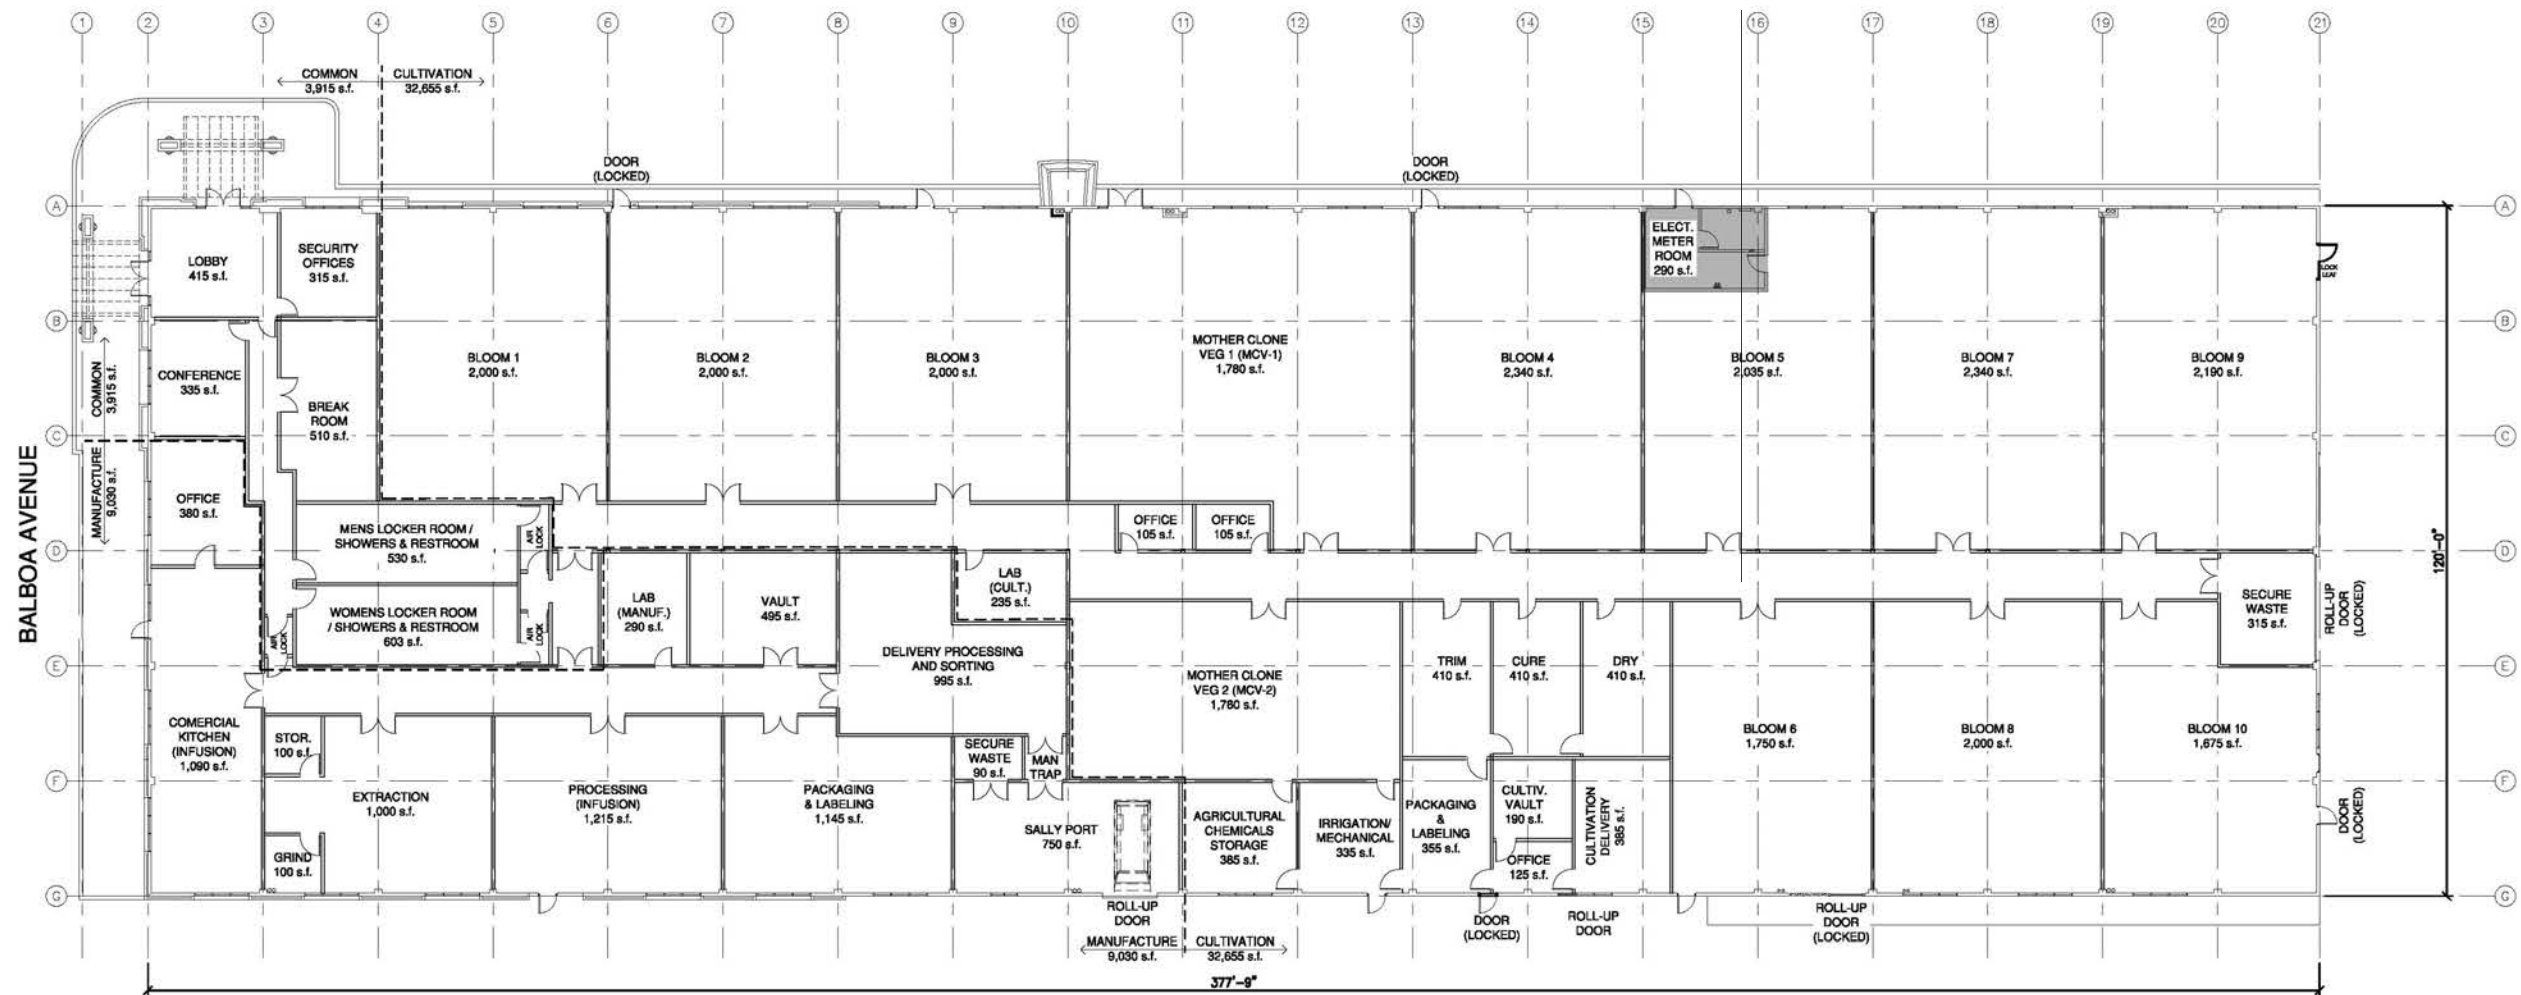 1 2 3 4 5 6 7 8 9 10 11 12 13 14 15 16 17 18 19 20 21
COMMON
3,915 s.f.
CULTIVATION
32,655 s.f.
DOOR
(LOCKED)
DOOR
(LOCKED)
A
A
LOBBY
415 s.f.
SECURITY
OFFICES
315 s.f.
ELECT.
METER
ROOM
290 s.f.
LOCK
LEAF
B
B
CONFERENCE
335 s.f.
BREAK
ROOM
510 s.f.
BLOOM 1
2,000 s.f.
BLOOM 2
2,000 s.f.
BLOOM 3
2,000 s.f.
MOTHER CLONE
VEG 1 (MCV-1)
1,780 s.f.
BLOOM 4
2,340 s.f.
BLOOM 5
2,035 s.f.
BLOOM 7
2,340 s.f.
BLOOM 9
2,190 s.f.
COMMON
3,915 s.f.
MANUFACTURE
9,030 s.f.
C
C
BALBOA AVENUE
OFFICE
380 s.f.
MENS LOCKER ROOM /
SHOWERS & RESTROOM
530 s.f.
AIR
LOCK
OFFICE
105 s.f.
OFFICE
105 s.f.
D
D
120'-0"
WOMENS LOCKER ROOM
/ SHOWERS & RESTROOM
603 s.f.
AIR
LOCK
AIR
LOCK
LAB
(MANUF.)
290 s.f.
VAULT
495 s.f.
LAB
(CULT.)
235 s.f.
SECURE
WASTE
315 s.f.
ROLL-UP
DOOR
(LOCKED)
E
E
DELIVERY PROCESSING
AND SORTING
995 s.f.
MOTHER CLONE
VEG 2 (MCV-2)
1,760 s.f.
TRIM
410 s.f.
CURE
410 s.f.
DRY
410 s.f.
COMERCIAL
KITCHEN
(INFUSION)
1,090 s.f.
STOR.
100 s.f.
SECURE
WASTE
90 s.f.
MAN
TRAP
BLOOM 6
1,750 s.f.
BLOOM 8
2,000 s.f.
BLOOM 10
1,675 s.f.
F
F
EXTRACTION
1,000 s.f.
PROCESSING
(INFUSION)
1,215 s.f.
PACKAGING
& LABELING
1,145 s.f.
SALLY PORT
750 s.f.
AGRICULTURAL
CHEMICALS
STORAGE
385 s.f.
IRRIGATION/
MECHANICAL
335 s.f.
PACKAGING
&
LABELING
355 s.f.
CULTIV.
VAULT
190 s.f.
CULTIVATION
DELIVERY
385 s.f.
DOOR
(LOCKED)
GRIND
100 s.f.
OFFICE
125 s.f.
G
G
ROLL-UP
DOOR
DOOR
(LOCKED)
ROLL-UP
DOOR
ROLL-UP
DOOR
(LOCKED)
MANUFACTURE
9,030 s.f.
CULTIVATION
32,655 s.f.
377'-9"